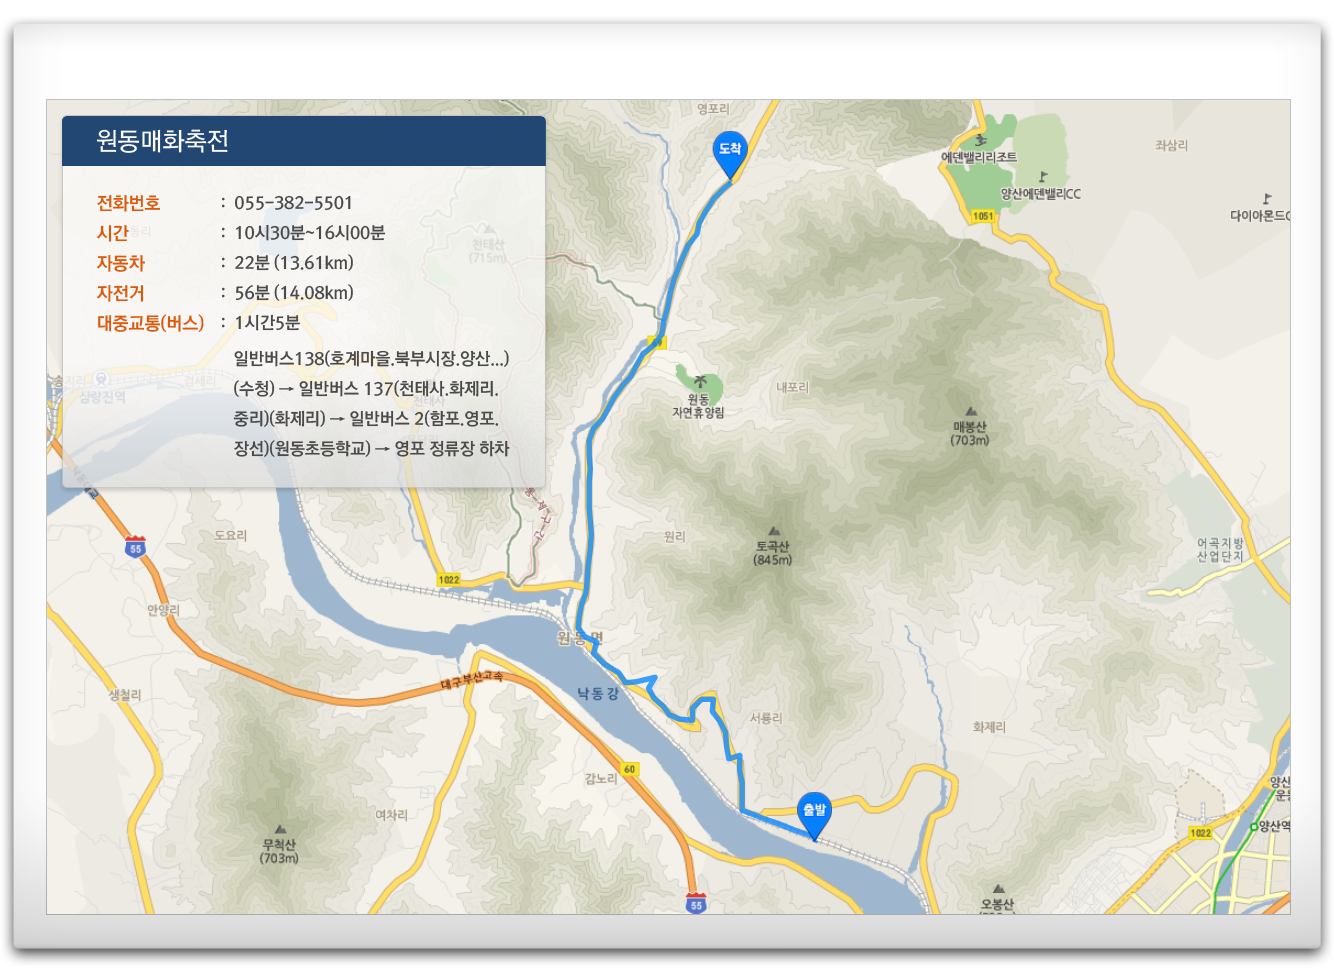 원동매화축전
전화번호 : 055-382-5501
시간 : 10시30분~16시00분
자동차 : 22분 (13.61km)
자전거 : 56분 (14.08km)
대중교통(버스) : 1시간5분
일반버스138(호계마을.북부시장.양산...)
(수청) → 일반버스 137(천태사.화제리.
중리)(화제리) → 일반버스 2(함포.영포.
장선)(원동초등학교) → 영포 정류장 하차
영포리
도착
에덴밸리리조트
양산에덴밸리CC
좌삼리
다이아몬드C
1051
천태산
(715m)
원동
자연휴양림
내포리
매봉산
(703m)
삼랑진역
검세리
천태사
도요리
55
원리
토곡산
(845m)
어곡지방
산업단지
1022
안양리
원동면
대구부산고속
낙동강
생철리
서룡리
화제리
60
감노리
출발
여차리
무척산
(703m)
양산
운동
양산역
1022
오봉산
55